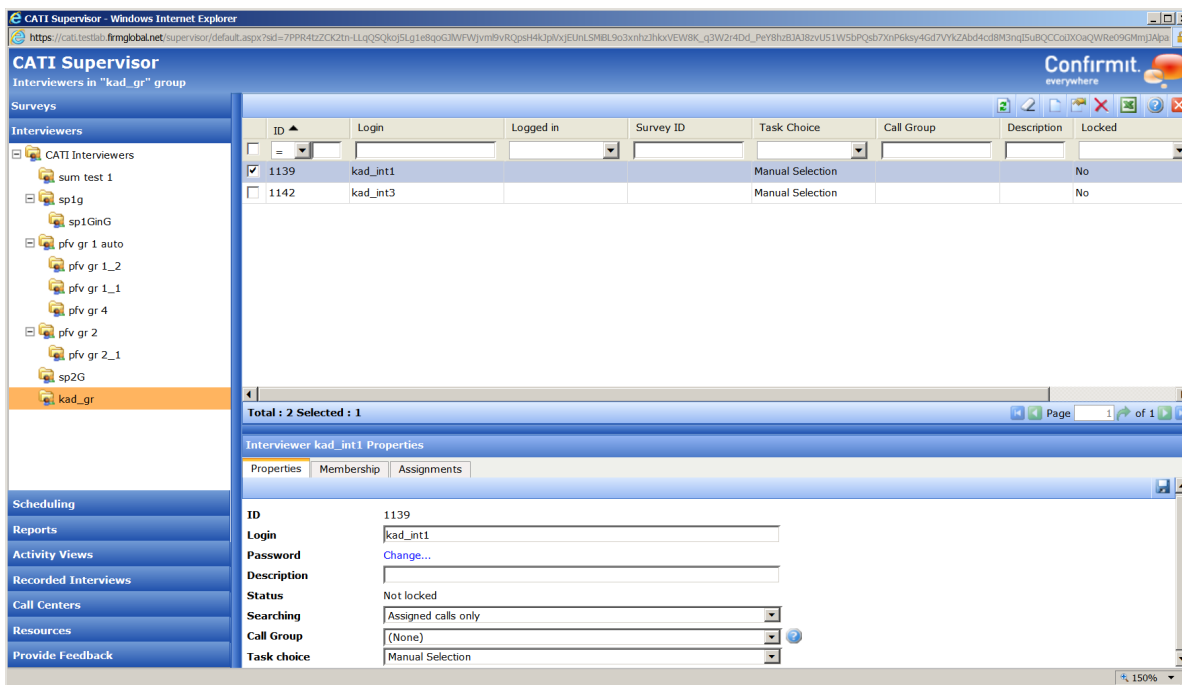 CATI Supervisor - Windows Internet Explorer
CATI Supervisor
Interviewers in "kad_gr" group
Confirmit.
everywhere
Surveys
Interviewers
CATI Interviewers
sum test 1
sp1g
sp1GinG
pfv gr 1 auto
pfv gr 1_2
pfv gr 1_1
pfv gr 4
pfv gr 2
pfv gr 2_1
sp2G
kad_gr
Scheduling
Reports
Activity Views
Recorded Interviews
Call Centers
Resources
Provide Feedback
ID Login Logged in Survey ID Task Choice Call Group Description Locked
=
1139 kad_int1 Manual Selection No
1142 kad_int3 Manual Selection No
Total : 2 Selected : 1
Page 1 of 1
Interviewer kad_int1 Properties
Properties Membership Assignments
ID 1139
Login kad_int1
Password Change...
Description
Status Not locked
Searching Assigned calls only
Call Group (None)
Task choice Manual Selection
150%